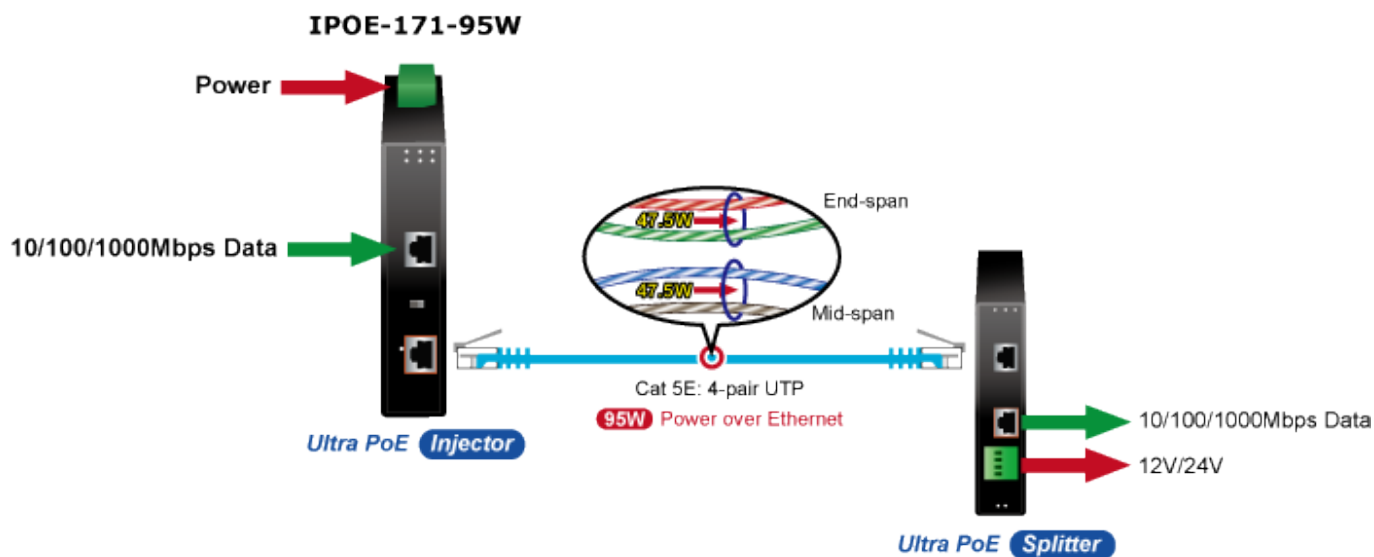 IPOE-171-95W
Power
10/100/1000Mbps Data
End-span
47.5W
47.5W
Mid-span
Cat 5E: 4-pair UTP
95W Power over Ethernet
Ultra PoE Injector
10/100/1000Mbps Data
12V/24V
Ultra PoE Splitter